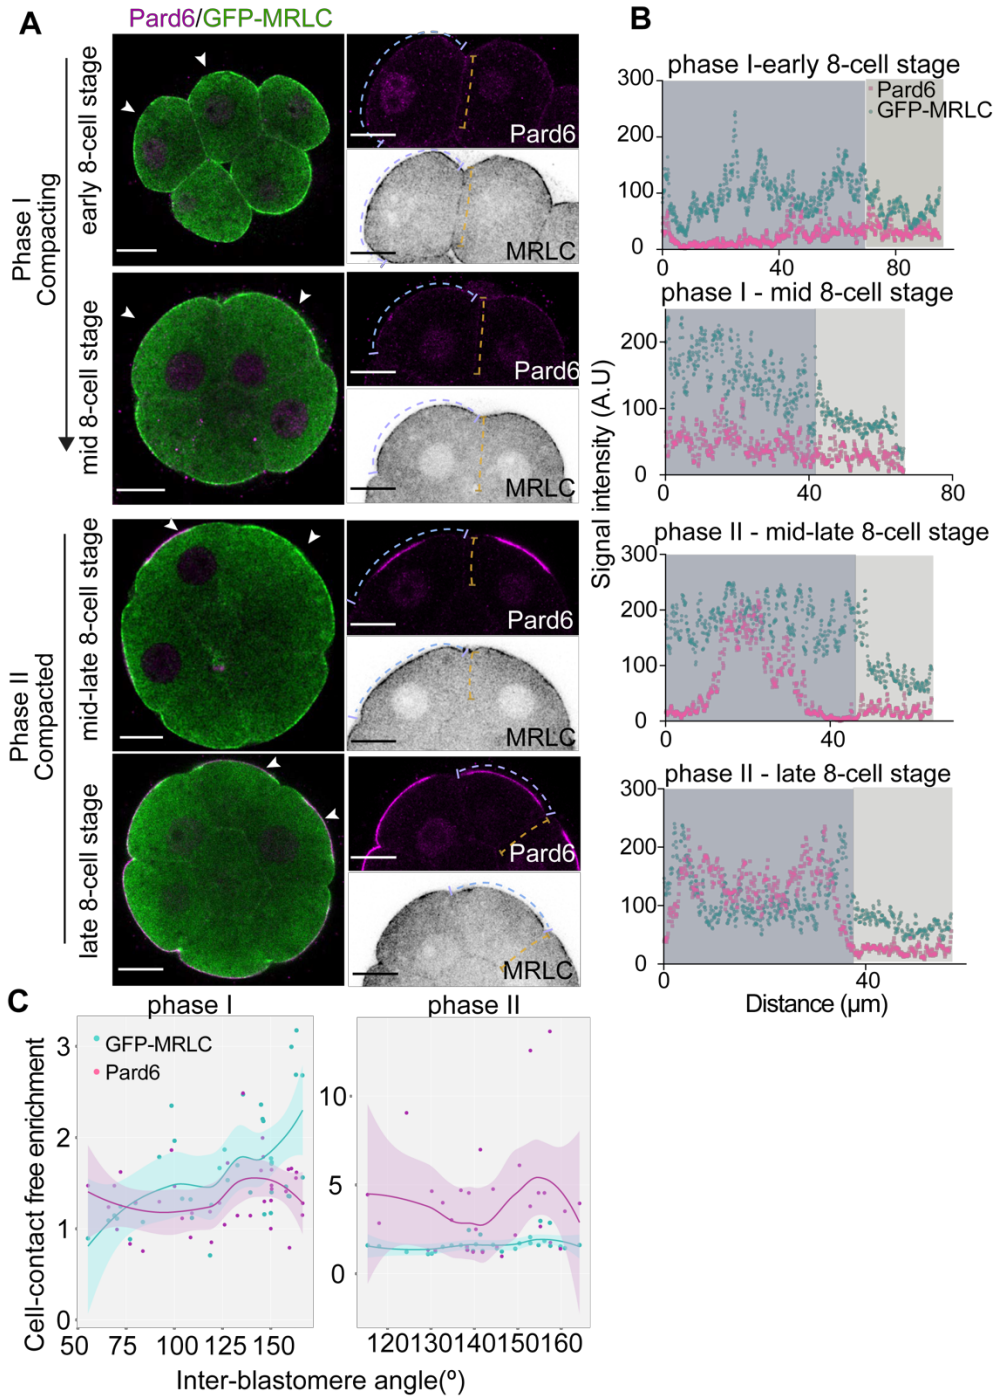 A
Pard6/GFP-MRLC
Phase I
Compacting
early 8-cell stage
Pard6
MRLC
mid 8-cell stage
Pard6
MRLC
Phase II
Compacted
mid-late 8-cell stage
Pard6
MRLC
late 8-cell stage
Pard6
MRLC
B
Signal intensity (A.U)
phase I-early 8-cell stage
Pard6
GFP-MRLC
300
200
100
0
0 20 40 60 80
phase I - mid 8-cell stage
200
100
0
0 20 40 60 80
phase II - mid-late 8-cell stage
300
200
100
0
0 40
phase II - late 8-cell stage
300
200
100
0
0 40
Distance (µm)
C
Cell-contact free enrichment
phase I
GFP-MRLC
Pard6
3
2
1
0
50 75 100 125 150
phase II
10
5
0
120 130 140 150 160
Inter-blastomere angle(º)